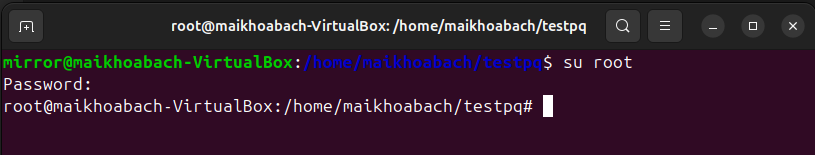 root@maikhoabach-VirtualBox: /home/maikhoabach/testpq
mirror@maikhoabach-VirtualBox:/home/maikhoabach/testpq$ su root
Password:
root@maikhoabach-VirtualBox:/home/maikhoabach/testpq#